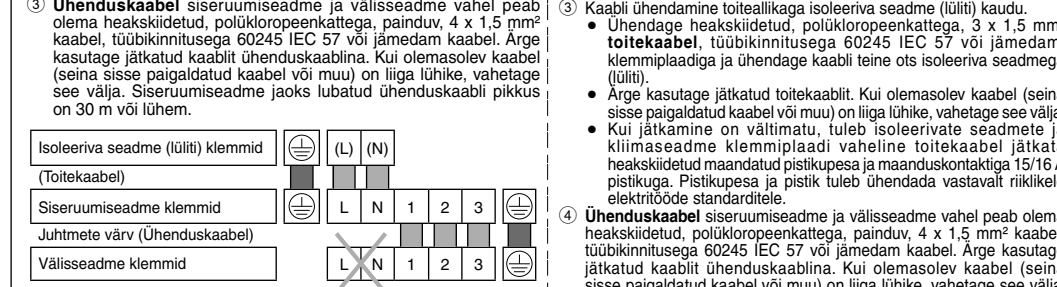 ③ Ühenduskaabel siseruumiseadme ja välisseadme vahel peab
olema heakskiidetud, polükloropeenkattega, painduv, 4 x 1,5 mm²
kaabel, tüübikinnitusega 60245 IEC 57 või jämedam kaabel. Ärge
kasutage jätkatud kaablit ühenduskaablina. Kui olemasolev kaabel
(seina sisse paigaldatud kaabel või muu) on liiga lühike, vahetage
see välja. Siseruumiseadme jaoks lubatud ühenduskaabli pikkus
on 30 m või lühem.
Isoleeriva seadme (lüliti) klemmid (L) (N)
(Toitekaabel)
Siseruumiseadme klemmid L N 1 2 3
Juhtmete värv (Ühenduskaabel)
Välisseadme klemmid L N 1 2 3
③ Kaabli ühendamine toiteallikaga isoleeriva seadme (lüliti) kaudu.
• Ühendage heakskiidetud, polükloropeenkattega, 3 x 1,5 mm
toitekaabel, tüübikinnitusega 60245 IEC 57 või jämedam
klemmiplaadiga ja ühendage kaabli teine ots isoleeriva seadmega
(lüliti).
• Ärge kasutage jätkatud toitekaablit. Kui olemasolev kaabel (seina
sisse paigaldatud kaabel või muu) on liiga lühike, vahetage see välja
• Kui jätkamine on vältimatu, tuleb isoleerivate seadmete ja
kliimaseadme klemmiplaadi vaheline toitekaabel jätkata
heakskiidetud maandatud pistikupesa ja maanduskontaktiga 15/16 A
pistikuga. Pistikupesa ja pistik tuleb ühendada vastavalt riiklikele
elektritööde standarditele.
④ Ühenduskaabel siseruumiseadme ja välisseadme vahel peab olema
heakskiidetud, polükloropeenkattega, painduv, 4 x 1,5 mm² kaabel
tüübikinnitusega 60245 IEC 57 või jämedam kaabel. Ärge kasutage
jätkatud kaablit ühenduskaablina. Kui olemasolev kaabel (seina
sisse paigaldatud kaabel või muu) on liiga lühike, vahetage see välja